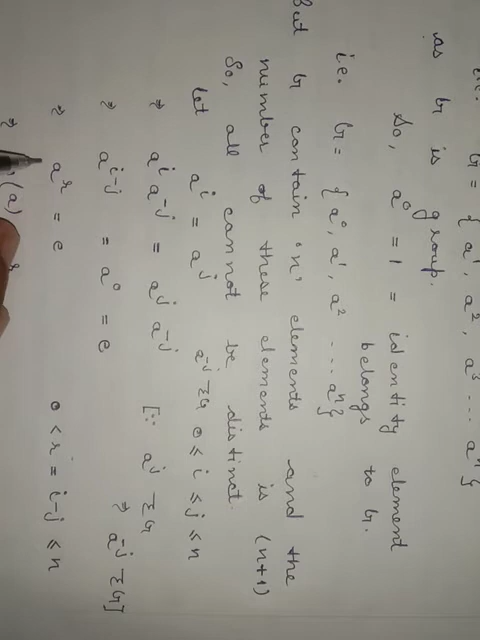 i.e. G = { a¹, a², a³ ... aⁿ}
as G is group.
So, a⁰ = 1 = identity element
belongs to G.
i.e. G = { a⁰, a¹, a² ... aⁿ}
But G contain 'n' elements and the
number of these elements is (n+1)
So, all cannot be distinct.
let aⁱ = aʲ a⁻ʲ ∈ G 0 ≤ i ≤ j ≤ n
⇒ aⁱ a⁻ʲ = aʲ a⁻ʲ [∵ aʲ ∈ G
⇒ a⁻ʲ ∈ G]
⇒ aⁱ⁻ʲ = a⁰ = e
⇒ aʳ = e 0 < r = i-j ≤ n
⇒ (a)